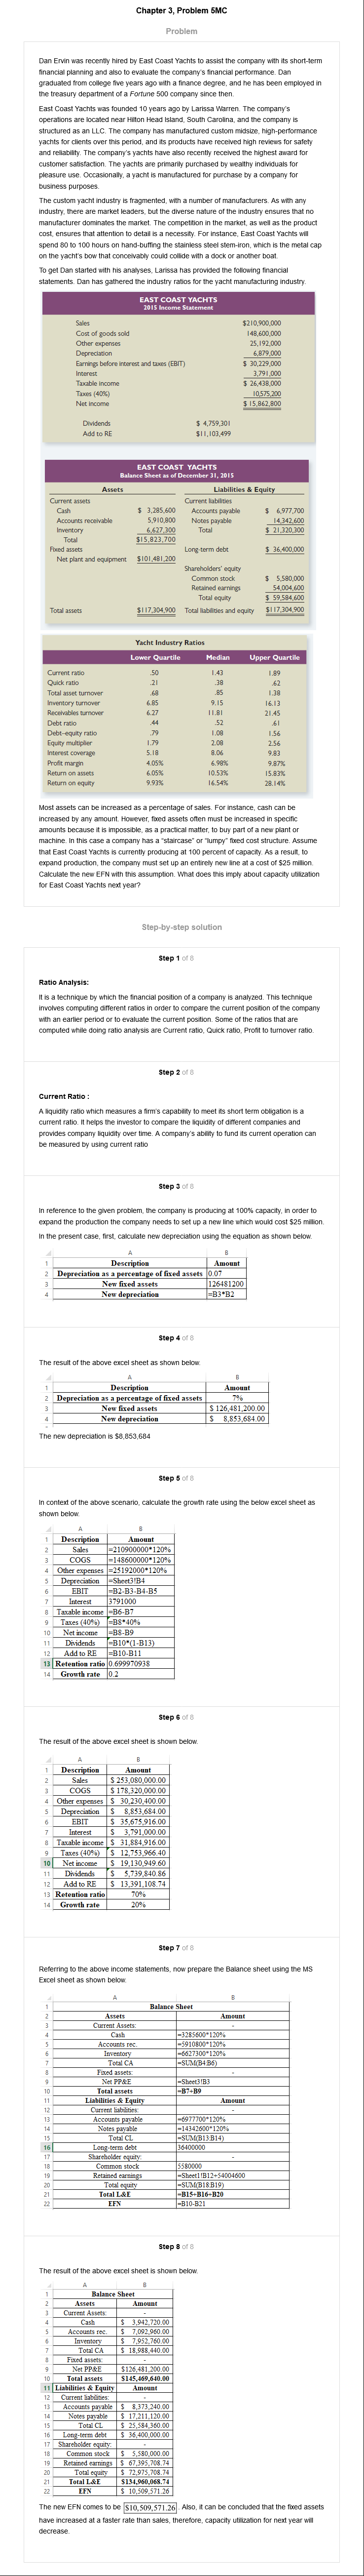 Chapter 3, Problem 5MC
Problem
Dan Ervin was recently hired by East Coast Yachts to assist the company with its short-term
financial planning and also to evaluate the company's financial performance. Dan
graduated from college five years ago with a finance degree, and he has been employed in
the treasury department of a Fortune 500 company since then.
East Coast Yachts was founded 10 years ago by Larissa Warren. The company's
operations are located near Hilton Head Island, South Carolina, and the company is
structured as an LLC. The company has manufactured custom midsize, high-performance
yachts for clients over this period, and its products have received high reviews for safety
and reliability. The company's yachts have also recently received the highest award for
customer satisfaction. The yachts are primarily purchased by wealthy individuals for
pleasure use. Occasionally, a yacht is manufactured for purchase by a company for
business purposes.
The custom yacht industry is fragmented, with a number of manufacturers. As with any
industry, there are market leaders, but the diverse nature of the industry ensures that no
manufacturer dominates the market. The competition in the market, as well as the product
cost, ensures that attention to detail is a necessity. For instance, East Coast Yachts will
spend 80 to 100 hours on hand-buffing the stainless steel stem-iron, which is the metal cap
on the yacht's bow that conceivably could collide with a dock or another boat.
To get Dan started with his analyses, Larissa has provided the following financial
statements. Dan has gathered the industry ratios for the yacht manufacturing industry.
EAST COAST YACHTS
2015 Income Statement
Sales $210,900,000
Cost of goods sold 148,600,000
Other expenses 25,192,000
Depreciation 6,879,000
Earnings before interest and taxes (EBIT) $ 30,229,000
Interest 3,791,000
Taxable income $ 26,438,000
Taxes (40%) 10,575,200
Net income $ 15,862,800
Dividends $ 4,759,301
Add to RE $11,103,499
EAST COAST YACHTS
Balance Sheet as of December 31, 2015
Assets Liabilities & Equity
Current assets Current liabilities
Cash $ 3,285,600 Accounts payable $ 6,977,700
Accounts receivable 5,910,800 Notes payable 14,342,600
Inventory 6,627,300 Total $ 21,320,300
Total $15,823,700
Fixed assets Long-term debt $ 36,400,000
Net plant and equipment $101,481,200
Shareholders' equity
Common stock $ 5,580,000
Retained earnings 54,004,600
Total equity $ 59,584,600
Total assets $117,304,900 Total liabilities and equity $117,304,900
Yacht Industry Ratios
Lower Quartile Median Upper Quartile
Current ratio .50 1.43 1.89
Quick ratio .21 .38 .62
Total asset turnover .68 .85 1.38
Inventory turnover 6.85 9.15 16.13
Receivables turnover 6.27 11.81 21.45
Debt ratio .44 .52 .61
Debt–equity ratio .79 1.08 1.56
Equity multiplier 1.79 2.08 2.56
Interest coverage 5.18 8.06 9.83
Profit margin 4.05% 6.98% 9.87%
Return on assets 6.05% 10.53% 15.83%
Return on equity 9.93% 16.54% 28.14%
Most assets can be increased as a percentage of sales. For instance, cash can be
increased by any amount. However, fixed assets often must be increased in specific
amounts because it is impossible, as a practical matter, to buy part of a new plant or
machine. In this case a company has a “staircase” or “lumpy” fixed cost structure. Assume
that East Coast Yachts is currently producing at 100 percent of capacity. As a result, to
expand production, the company must set up an entirely new line at a cost of $25 million.
Calculate the new EFN with this assumption. What does this imply about capacity utilization
for East Coast Yachts next year?
Step-by-step solution
Step 1 of 8
Ratio Analysis:
It is a technique by which the financial position of a company is analyzed. This technique
involves computing different ratios in order to compare the current position of the company
with an earlier period or to evaluate the current position. Some of the ratios that are
computed while doing ratio analysis are Current ratio, Quick ratio, Profit to turnover ratio.
Step 2 of 8
Current Ratio :
A liquidity ratio which measures a firm's capability to meet its short term obligation is a
current ratio. It helps the investor to compare the liquidity of different companies and
provides company liquidity over time. A company's ability to fund its current operation can
be measured by using current ratio
Step 3 of 8
In reference to the given problem, the company is producing at 100% capacity, in order to
expand the production the company needs to set up a new line which would cost $25 million.
In the present case, first, calculate new depreciation using the equation as shown below.
A B
1 Description Amount
2 Depreciation as a percentage of fixed assets 0.07
3 New fixed assets 126481200
4 New depreciation =B3*B2
Step 4 of 8
The result of the above excel sheet as shown below.
A B
1 Description Amount
2 Depreciation as a percentage of fixed assets 7%
3 New fixed assets $ 126,481,200.00
4 New depreciation $ 8,853,684.00
The new depreciation is $8,853,684
Step 5 of 8
In context of the above scenario, calculate the growth rate using the below excel sheet as
shown below.
A B
1 Description Amount
2 Sales =210900000*120%
3 COGS =148600000*120%
4 Other expenses =25192000*120%
5 Depreciation =Sheet3!B4
6 EBIT =B2-B3-B4-B5
7 Interest 3791000
8 Taxable income =B6-B7
9 Taxes (40%) =B8*40%
10 Net income =B8-B9
11 Dividends =B10*(1-B13)
12 Add to RE =B10-B11
13 Retention ratio 0.699970938
14 Growth rate 0.2
Step 6 of 8
The result of the above excel sheet is shown below.
A B
1 Description Amount
2 Sales $ 253,080,000.00
3 COGS $ 178,320,000.00
4 Other expenses $ 30,230,400.00
5 Depreciation $ 8,853,684.00
6 EBIT $ 35,675,916.00
7 Interest $ 3,791,000.00
8 Taxable income $ 31,884,916.00
9 Taxes (40%) $ 12,753,966.40
10 Net income $ 19,130,949.60
11 Dividends $ 5,739,840.86
12 Add to RE $ 13,391,108.74
13 Retention ratio 70%
14 Growth rate 20%
Step 7 of 8
Referring to the above income statements, now prepare the Balance sheet using the MS
Excel sheet as shown below.
A B
1 Balance Sheet
2 Assets Amount
3 Current Assets: -
4 Cash =3285600*120%
5 Accounts rec. =5910800*120%
6 Inventory =6627300*120%
7 Total CA =SUM(B4:B6)
8 Fixed assets: -
9 Net PP&E =Sheet3!B3
10 Total assets =B7+B9
11 Liabilities & Equity Amount
12 Current liabilities: -
13 Accounts payable =6977700*120%
14 Notes payable =14342600*120%
15 Total CL =SUM(B13:B14)
16 Long-term debt 36400000
17 Shareholder equity: -
18 Common stock 5580000
19 Retained earnings =Sheet1!B12+54004600
20 Total equity =SUM(B18:B19)
21 Total L&E =B15+B16+B20
22 EFN =B10-B21
Step 8 of 8
The result of the above excel sheet is shown below.
A B
1 Balance Sheet
2 Assets Amount
3 Current Assets: -
4 Cash $ 3,942,720.00
5 Accounts rec. $ 7,092,960.00
6 Inventory $ 7,952,760.00
7 Total CA $ 18,988,440.00
8 Fixed assets: -
9 Net PP&E $126,481,200.00
10 Total assets $145,469,640.00
11 Liabilities & Equity Amount
12 Current liabilities: -
13 Accounts payable $ 8,373,240.00
14 Notes payable $ 17,211,120.00
15 Total CL $ 25,584,360.00
16 Long-term debt $ 36,400,000.00
17 Shareholder equity: -
18 Common stock $ 5,580,000.00
19 Retained earnings $ 67,395,708.74
20 Total equity $ 72,975,708.74
21 Total L&E $134,960,068.74
22 EFN $ 10,509,571.26
The new EFN comes to be $10,509,571.26 . Also, it can be concluded that the fixed assets
have increased at a faster rate than sales, therefore, capacity utilization for next year will
decrease.